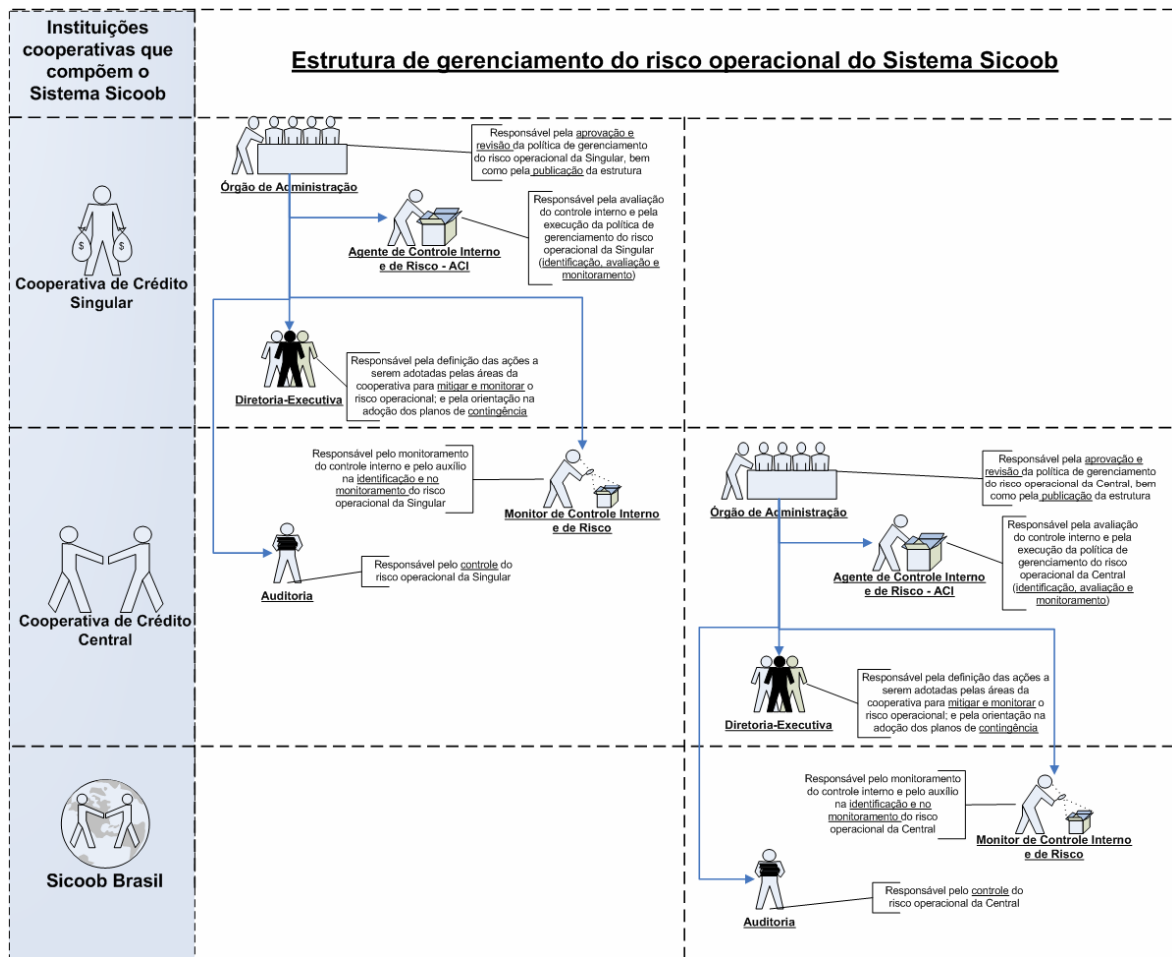 Instituições
cooperativas que
compõem o
Sistema Sicoob
Estrutura de gerenciamento do risco operacional do Sistema Sicoob
Cooperativa de Crédito
Singular
$ $
Órgão de Administração
Responsável pela aprovação e
revisão da política de gerenciamento
do risco operacional da Singular, bem
como pela publicação da estrutura
Agente de Controle Interno
e de Risco - ACI
Responsável pela avaliação
do controle interno e pela
execução da política de
gerenciamento do risco
operacional da Singular
(identificação, avaliação e
monitoramento)
Diretoria-Executiva
Responsável pela definição das ações a
serem adotadas pelas áreas da
cooperativa para mitigar e monitorar o
risco operacional; e pela orientação na
adoção dos planos de contingência
Cooperativa de Crédito
Central
Responsável pelo monitoramento
do controle interno e pelo auxílio
na identificação e no
monitoramento do risco
operacional da Singular
Monitor de Controle Interno
e de Risco
Auditoria
Responsável pelo controle do
risco operacional da Singular
Órgão de Administração
Responsável pela aprovação e
revisão da política de gerenciamento
do risco operacional da Central, bem
como pela publicação da estrutura
Agente de Controle Interno
e de Risco - ACI
Responsável pela avaliação
do controle interno e pela
execução da política de
gerenciamento do risco
operacional da Central
(identificação, avaliação e
monitoramento)
Diretoria-Executiva
Responsável pela definição das ações a
serem adotadas pelas áreas da
cooperativa para mitigar e monitorar o
risco operacional; e pela orientação na
adoção dos planos de contingência
Sicoob Brasil
Responsável pelo monitoramento
do controle interno e pelo auxílio
na identificação e no
monitoramento do risco
operacional da Central
Monitor de Controle Interno
e de Risco
Auditoria
Responsável pelo controle do
risco operacional da Central